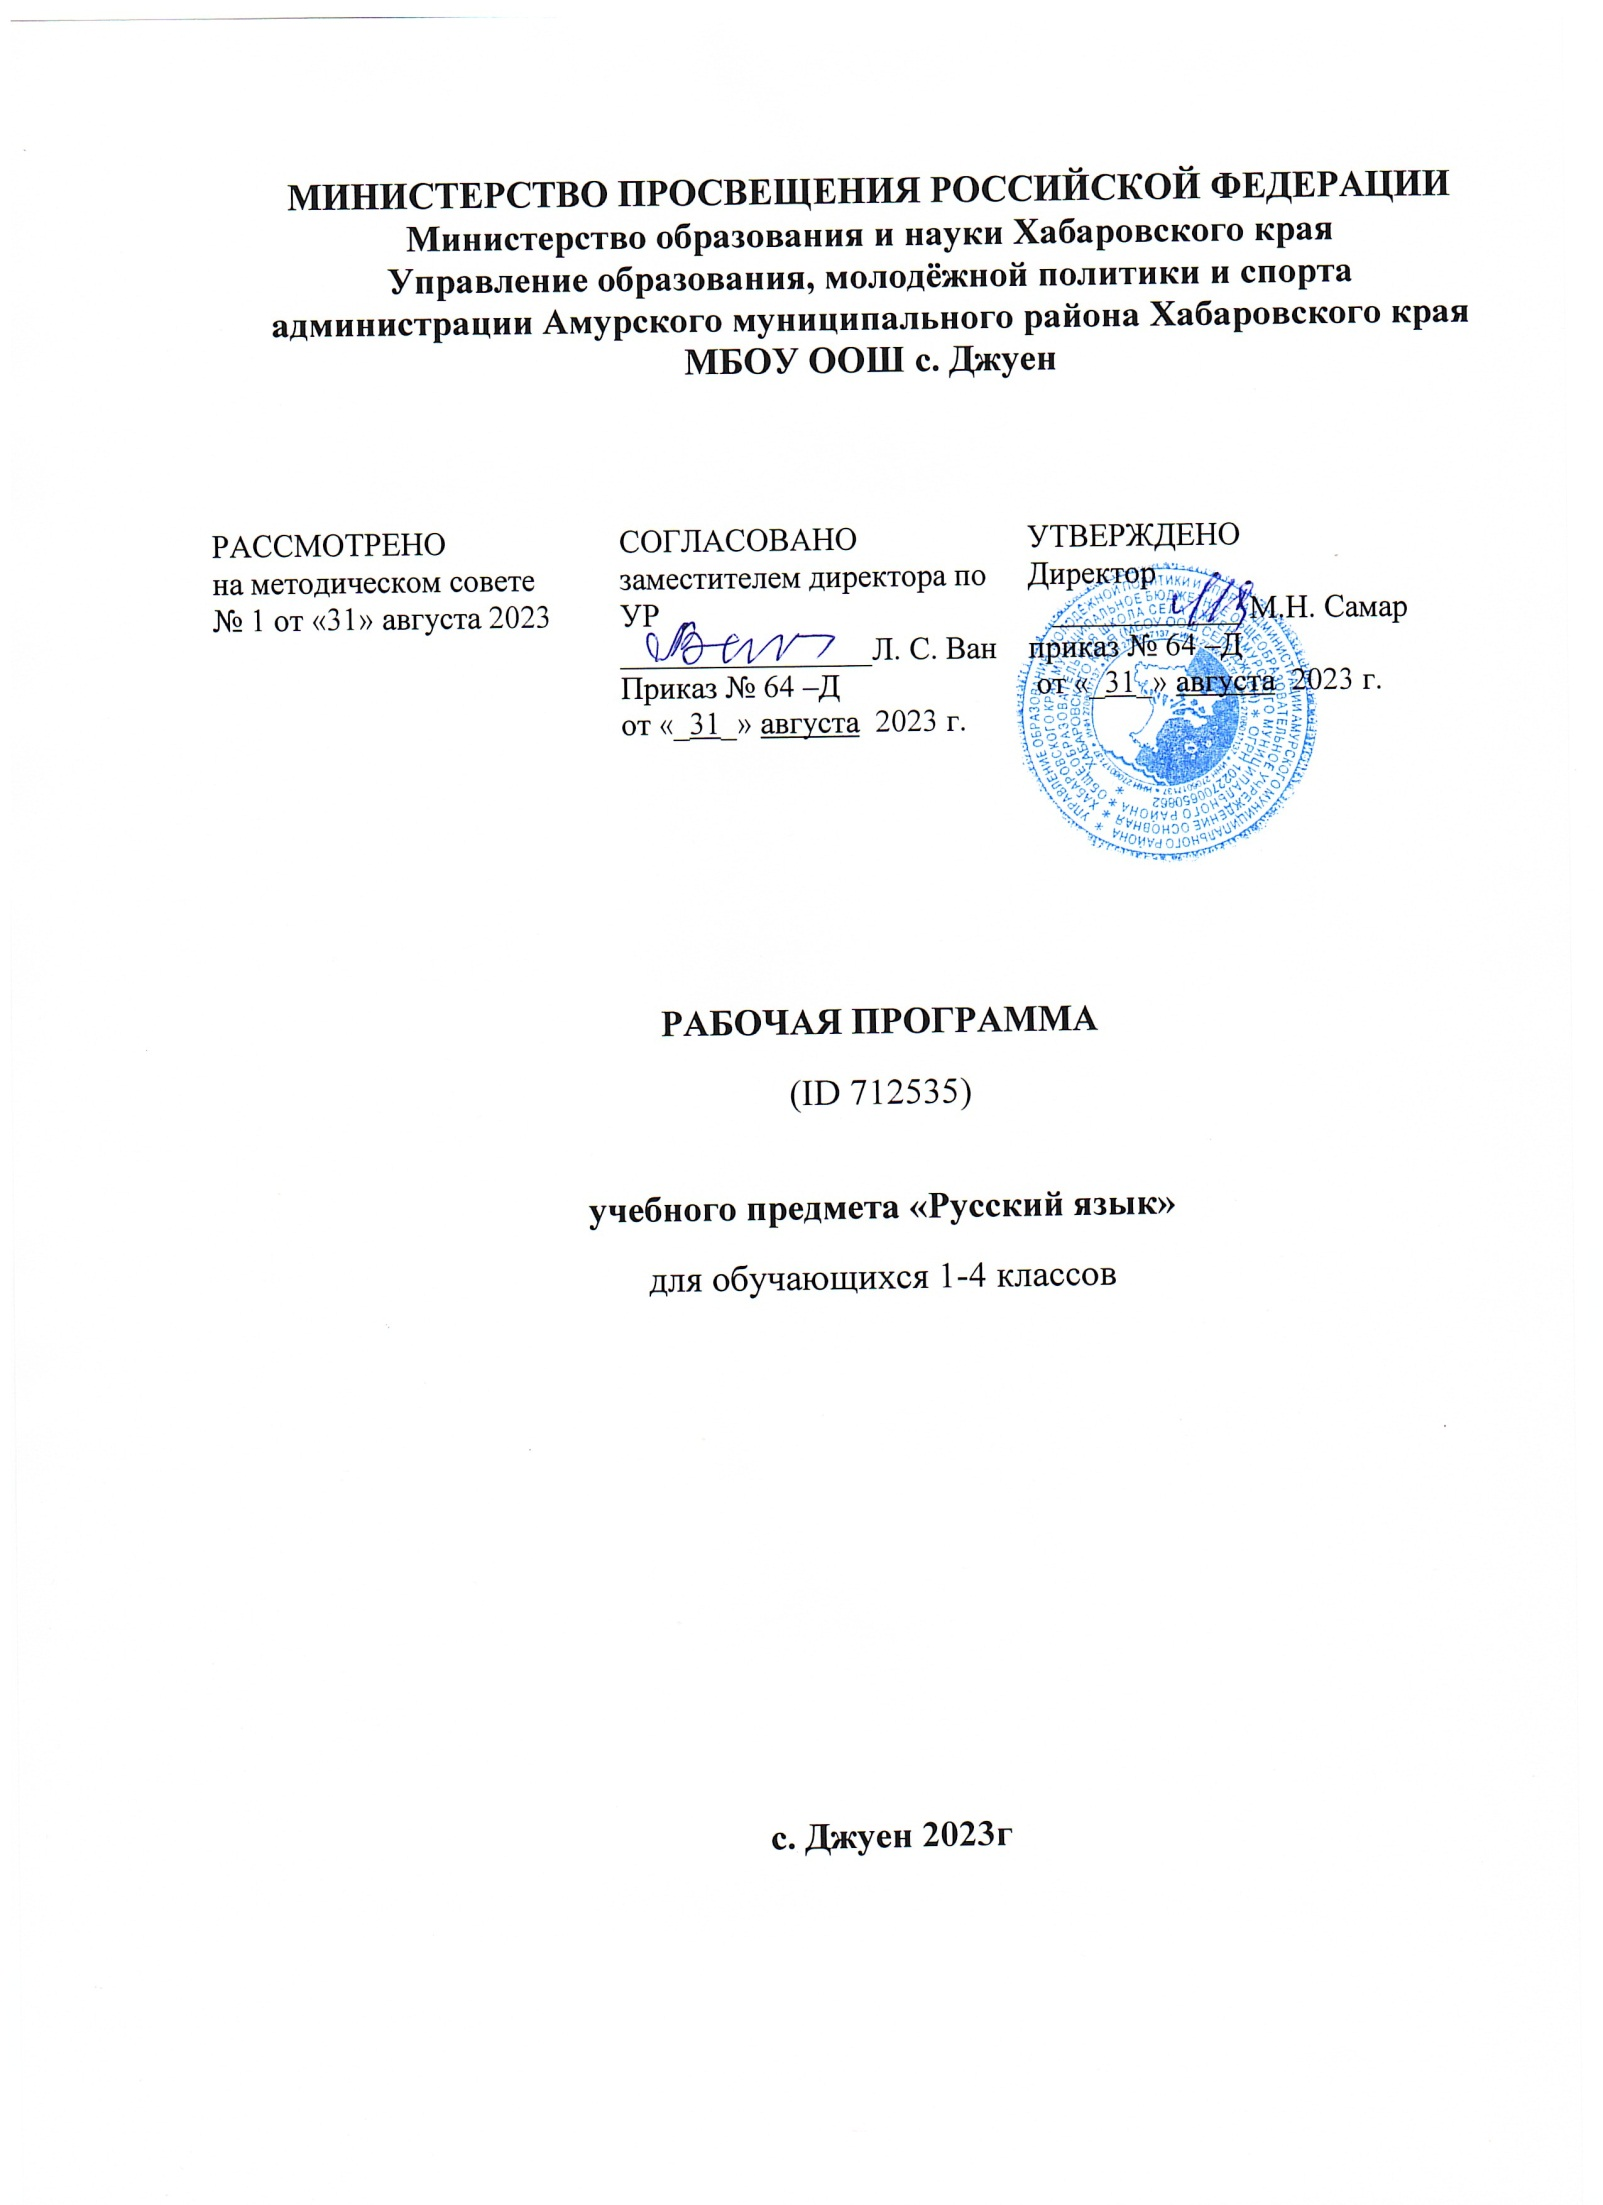 МИНИСТЕРСТВО ПРОСВЕЩЕНИЯ РОССИЙСКОЙ ФЕДЕРАЦИИ
Министерство образования и науки Хабаровского края
Управление образования, молодёжной политики и спорта
администрации Амурского муниципального района Хабаровского края
МБОУ ООШ с. Джуен
РАССМОТРЕНО
на методическом совете
№ 1 от «31» августа 2023
СОГЛАСОВАНО
заместителем директора по
УР
Л. С. Ван
Приказ № 64 –Д
от «_31_» августа 2023 г.
УТВЕРЖДЕНО
Директор
М.Н. Самар
приказ № 64 –Д
от «_31_» августа 2023 г.
РАБОЧАЯ ПРОГРАММА
(ID 712535)
учебного предмета «Русский язык»
для обучающихся 1-4 классов
с. Джуен 2023г